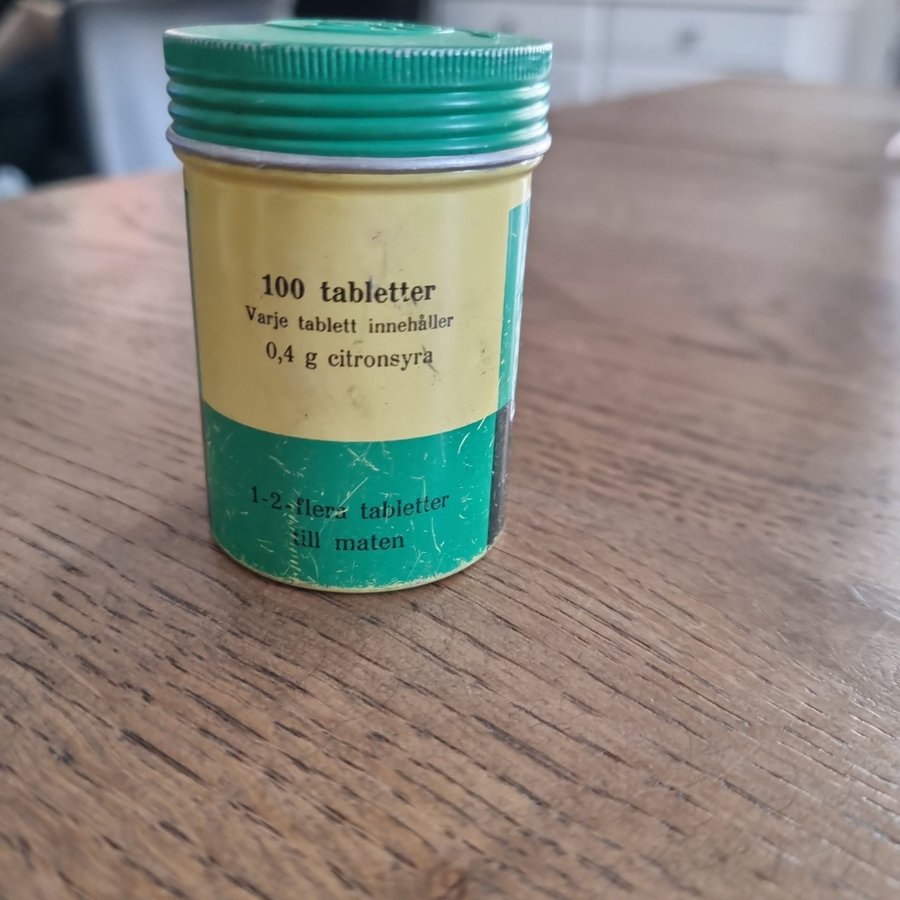 100 tabletter
Varje tablett innehåller
0,4 g citronsyra
1-2-flera tabletter
till maten